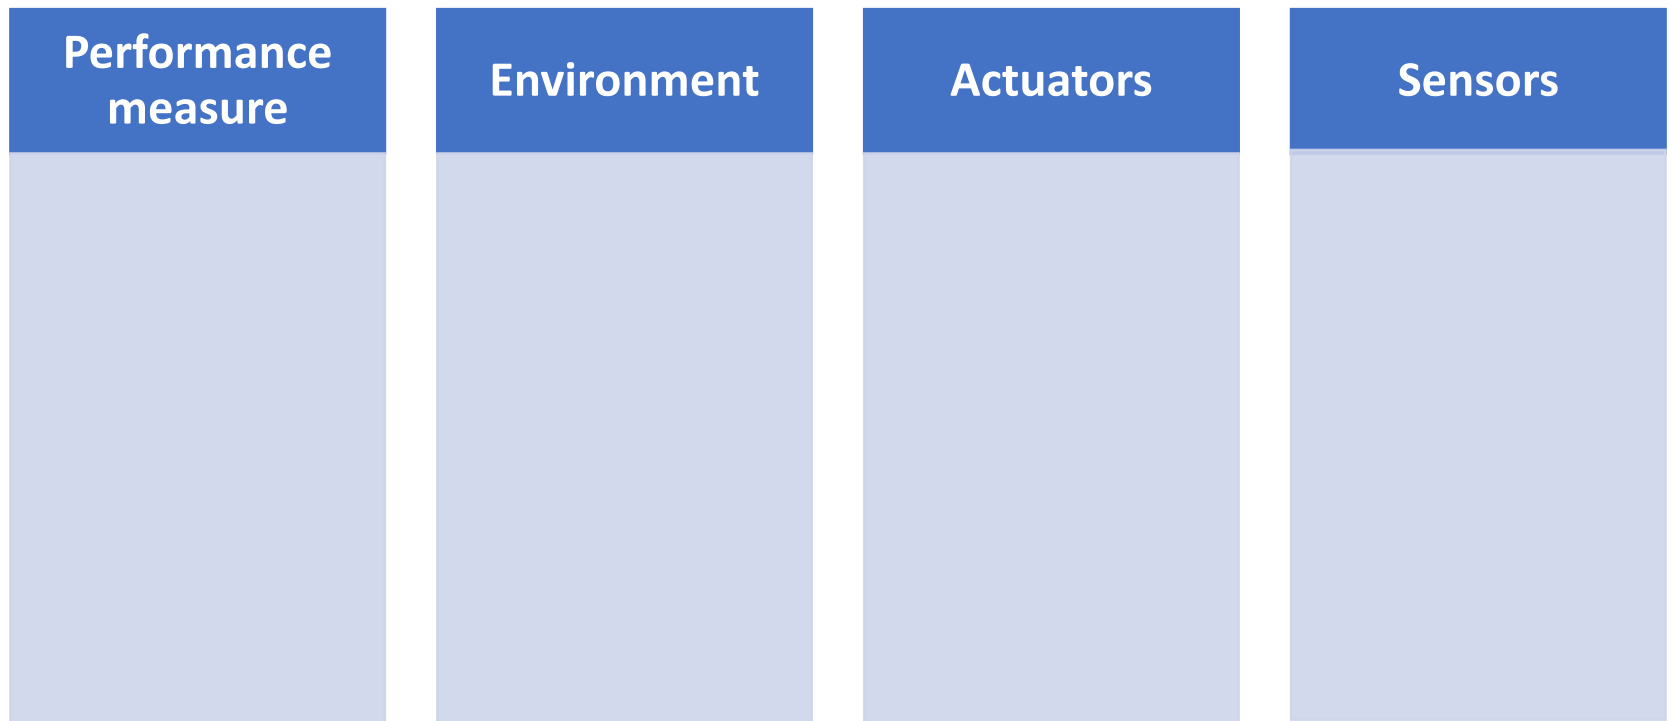 Performance
measure
Environment
Actuators
Sensors